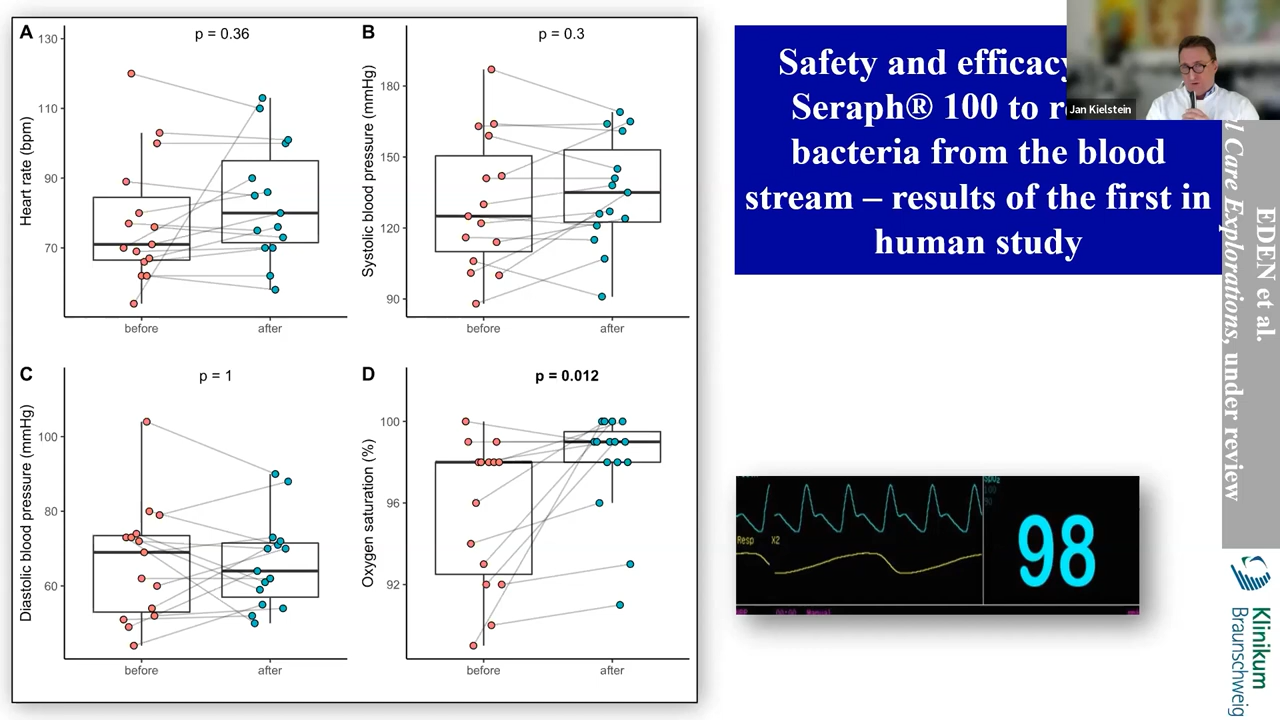 A
p = 0.36
130
110
90
70
Heart rate (bpm)
before
after
B
p = 0.3
180
150
120
90
Systolic blood pressure (mmHg)
before
after
C
p = 1
100
80
60
Diastolic blood pressure (mmHg)
before
after
D
p = 0.012
100
96
92
Oxygen saturation (%)
before
after
Safety and efficacy
Seraph® 100 to
bacteria from the blood
stream – results of the first in
human study
Jan Kielstein
EDEN et al.
Care Explorations, under review
Resp X2
SpO₂
98
Manual
Klinikum
Braunschweig